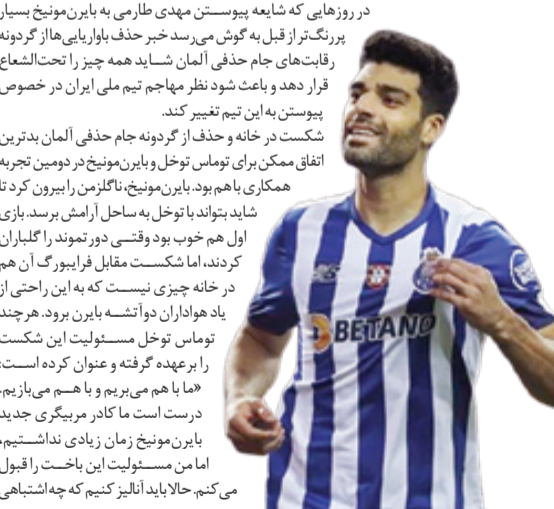 در روزهایی که شایعه پیوستن مهدی طارمی به بایرن‌مونیخ بسیار
پررنگ‌تر از قبل به گوش می‌رسد خبر حذف باواریایی‌ها از گردونه
رقابت‌های جام حذفی آلمان شاید همه چیز را تحت‌الشعاع
قرار دهد و باعث شود نظر مهاجم تیم ملی ایران در خصوص
پیوستن به این تیم تغییر کند.
شکست در خانه و حذف از گردونه جام حذفی آلمان بدترین
اتفاق ممکن برای توماس توخل و بایرن‌مونیخ در دومین تجربه
همکاری با هم بود. بایرن‌مونیخ، ناگلزمن را بیرون کرد تا
شاید بتواند با توخل به ساحل آرامش برسد. بازی
اول هم خوب بود وقتی دورتموند را گلباران
کردند، اما شکست مقابل فرایبورگ آن هم
در خانه چیزی نیست که به این راحتی از
یاد هواداران دوآتشه بایرن برود. هرچند
توماس توخل مسئولیت این شکست
را برعهده گرفته و عنوان کرده است:
«ما با هم می‌بریم و با هم می‌بازیم.
درست است ما کادر مربیگری جدید
بایرن‌مونیخ زمان زیادی نداشتیم،
اما من مسئولیت این باخت را قبول
می‌کنم. حالا باید آنالیز کنیم که چه اشتباهی
BETANO